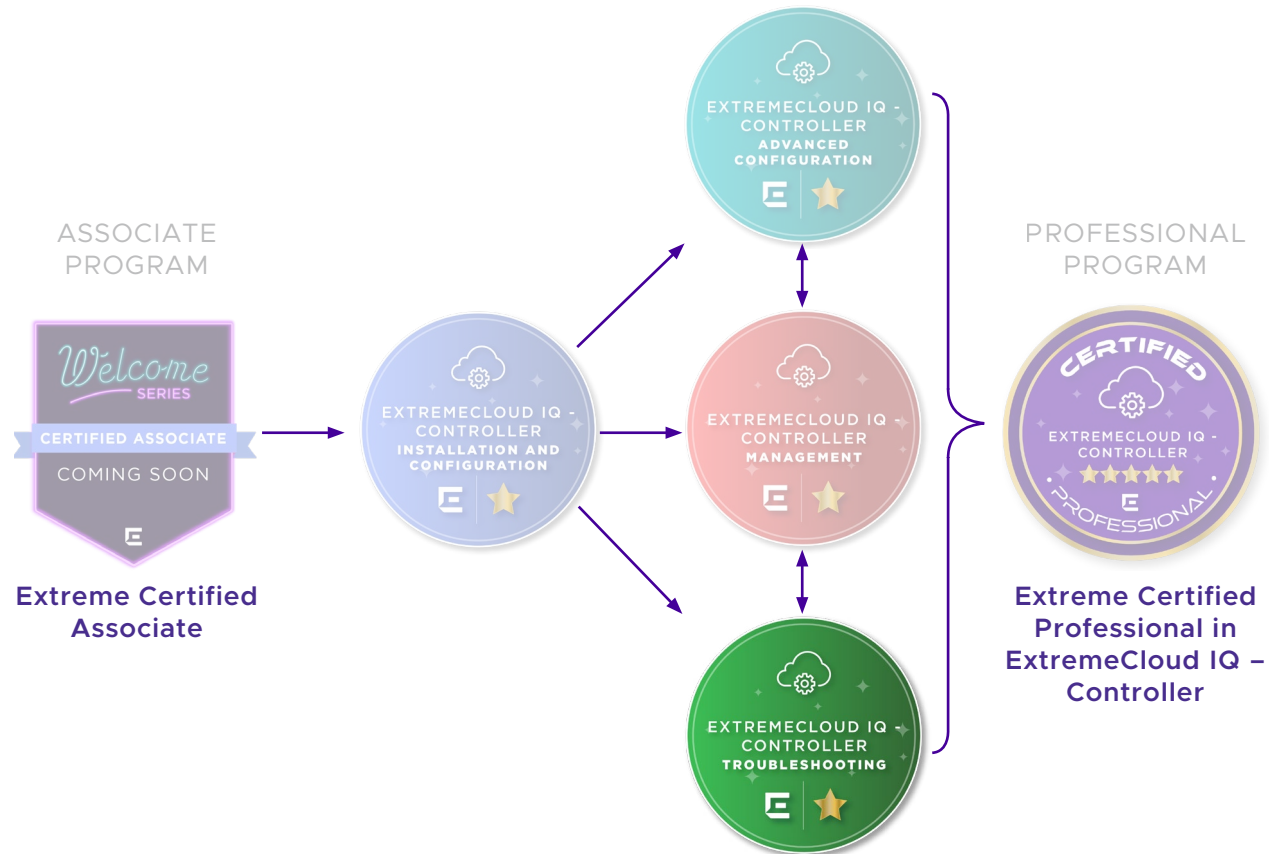 ASSOCIATE
PROGRAM
Welcome
SERIES
CERTIFIED ASSOCIATE
COMING SOON
Extreme Certified
Associate
EXTREMECLOUD IQ -
CONTROLLER
INSTALLATION AND
CONFIGURATION
EXTREMECLOUD IQ -
CONTROLLER
ADVANCED
CONFIGURATION
EXTREMECLOUD IQ -
CONTROLLER
MANAGEMENT
EXTREMECLOUD IQ -
CONTROLLER
TROUBLESHOOTING
PROFESSIONAL
PROGRAM
CERTIFIED
EXTREMECLOUD IQ -
CONTROLLER
• PROFESSIONAL •
Extreme Certified
Professional in
ExtremeCloud IQ –
Controller